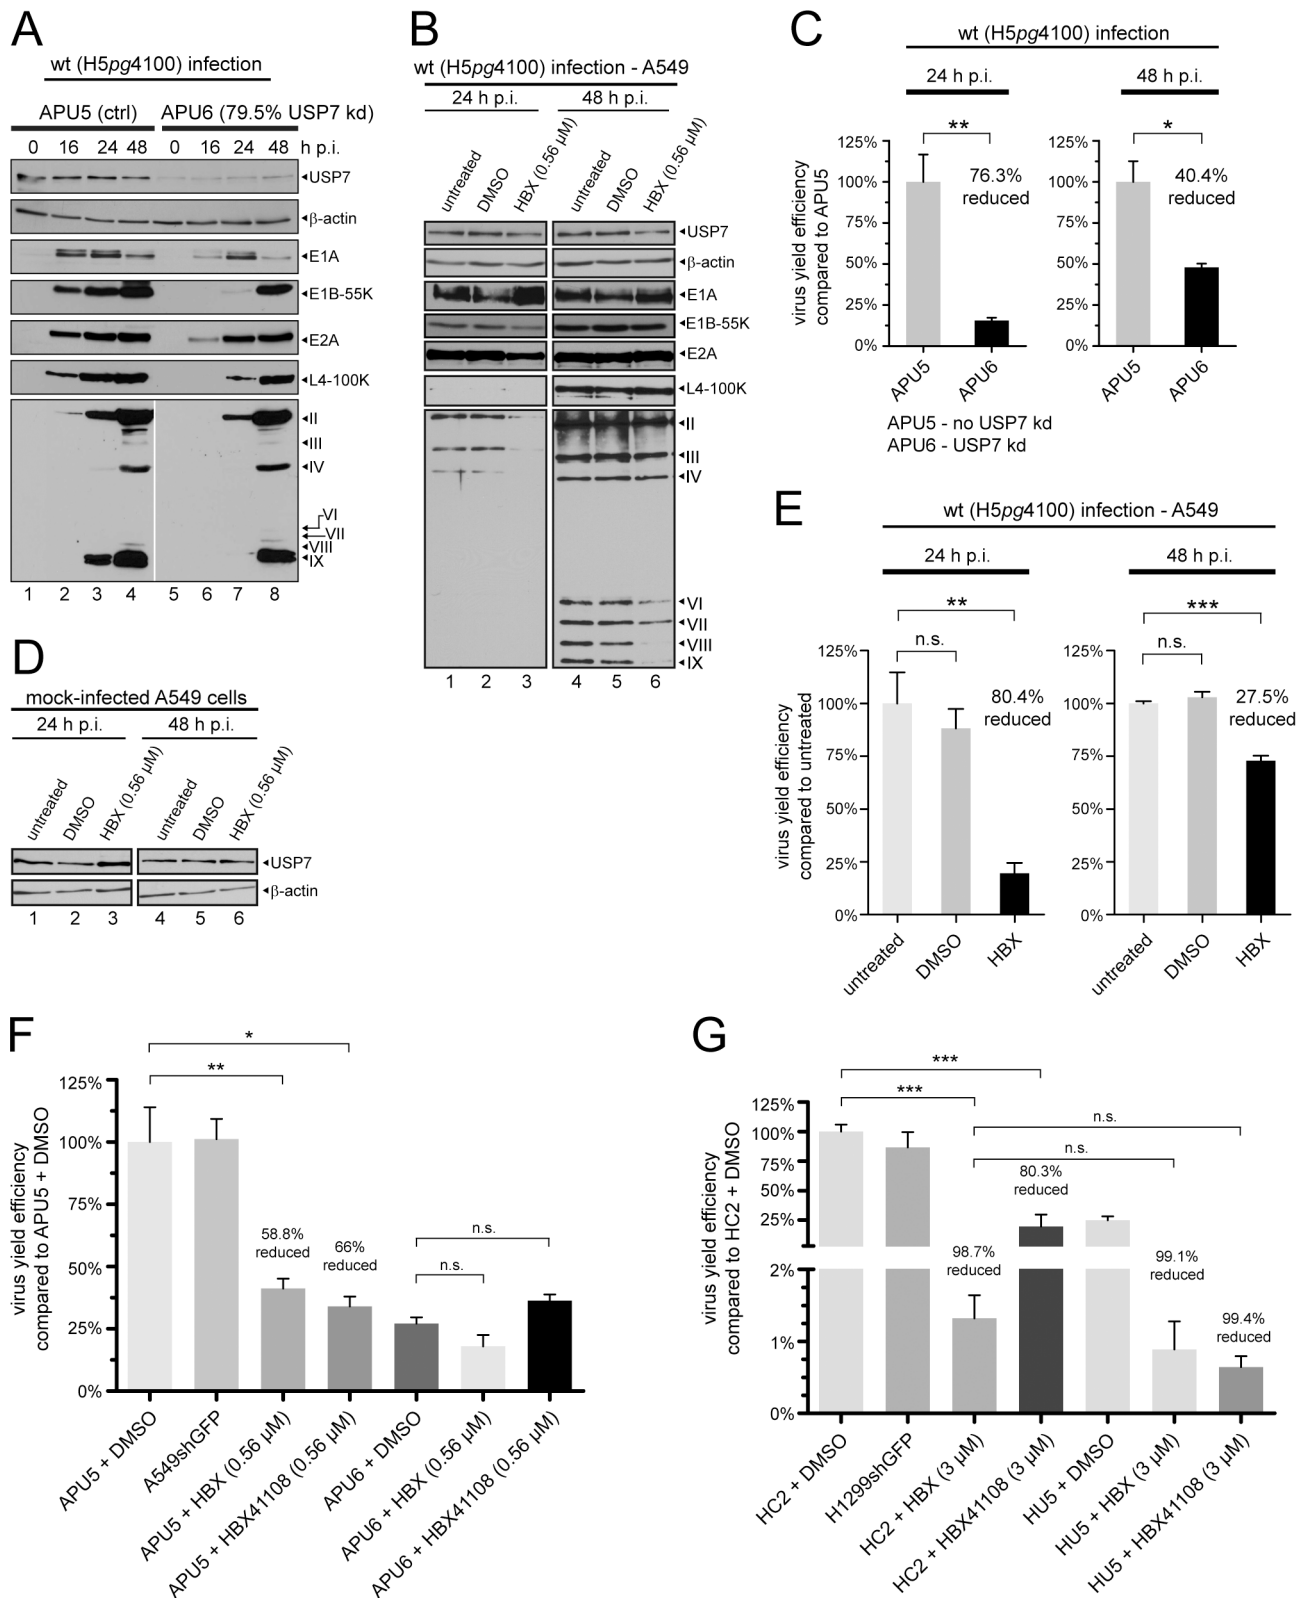 A
wt (H5pg4100) infection
APU5 (ctrl) APU6 (79.5% USP7 kd)
0 16 24 48 0 16 24 48 h p.i.
USP7
β-actin
E1A
E1B-55K
E2A
L4-100K
II
III
IV
VI
VII
VIII
IX
1 2 3 4 5 6 7 8
B
wt (H5pg4100) infection - A549
24 h p.i. 48 h p.i.
untreated DMSO HBX (0.56 µM) untreated DMSO HBX (0.56 µM)
USP7
β-actin
E1A
E1B-55K
E2A
L4-100K
II
III
IV
VI
VII
VIII
IX
1 2 3 4 5 6
C
wt (H5pg4100) infection
24 h p.i. 48 h p.i.
virus yield efficiency
compared to APU5
125%
100%
75%
50%
25%
0%
**
76.3%
reduced
APU5 APU6
125%
100%
75%
50%
25%
0%
*
40.4%
reduced
APU5 APU6
APU5 - no USP7 kd
APU6 - USP7 kd
D
mock-infected A549 cells
24 h p.i. 48 h p.i.
untreated DMSO HBX (0.56 µM) untreated DMSO HBX (0.56 µM)
USP7
β-actin
1 2 3 4 5 6
E
wt (H5pg4100) infection - A549
24 h p.i. 48 h p.i.
virus yield efficiency
compared to untreated
125%
100%
75%
50%
25%
0%
**
n.s.
80.4%
reduced
untreated DMSO HBX
125%
100%
75%
50%
25%
0%
***
n.s.
27.5%
reduced
untreated DMSO HBX
F
virus yield efficiency
compared to APU5 + DMSO
125%
100%
75%
50%
25%
0%
*
**
58.8%
reduced
66%
reduced
n.s.
n.s.
APU5 + DMSO
A549shGFP
APU5 + HBX (0.56 µM)
APU5 + HBX41108 (0.56 µM)
APU6 + DMSO
APU6 + HBX (0.56 µM)
APU6 + HBX41108 (0.56 µM)
G
virus yield efficiency
compared to HC2 + DMSO
125%
100%
75%
50%
25%
2%
1%
0%
***
***
n.s.
n.s.
98.7%
reduced
80.3%
reduced
99.1%
reduced
99.4%
reduced
HC2 + DMSO
H1299shGFP
HC2 + HBX (3 µM)
HC2 + HBX41108 (3 µM)
HU5 + DMSO
HU5 + HBX (3 µM)
HU5 + HBX41108 (3 µM)